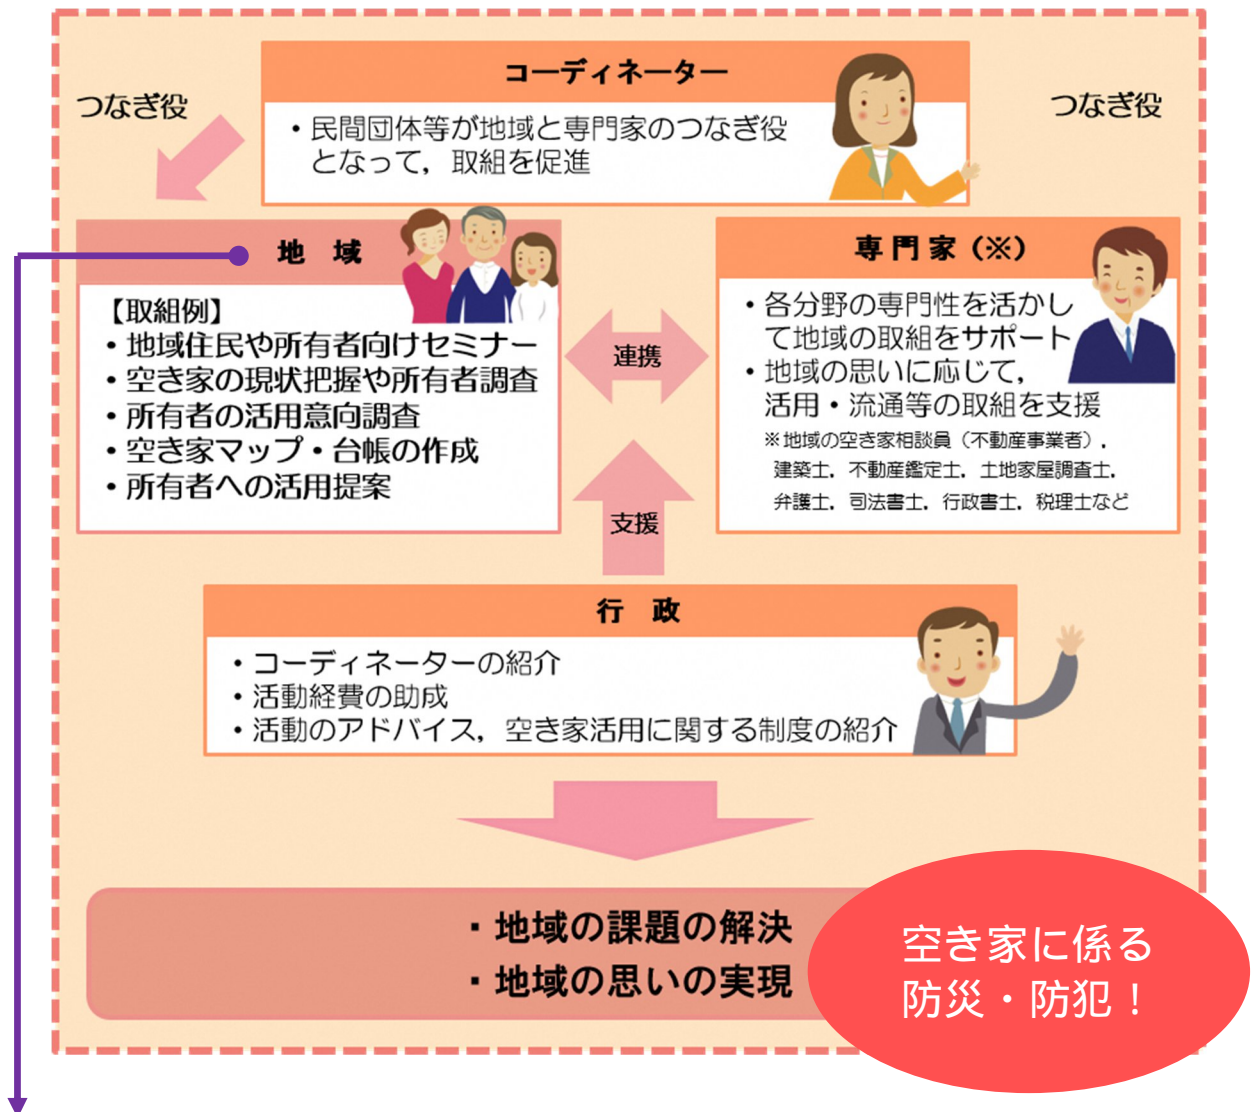 コーディネーター
つなぎ役
つなぎ役
・民間団体等が地域と専門家のつなぎ役
となって，取組を促進
地　域
【取組例】
・地域住民や所有者向けセミナー
・空き家の現状把握や所有者調査
・所有者の活用意向調査
・空き家マップ・台帳の作成
・所有者への活用提案
連携
専門家（※）
・各分野の専門性を活かし
て地域の取組をサポート
・地域の思いに応じて，
活用・流通等の取組を支援
※地域の空き家相談員（不動産事業者），
建築士，不動産鑑定士，土地家屋調査士，
弁護士，司法書士，行政書士，税理士など
支援
行　政
・コーディネーターの紹介
・活動経費の助成
・活動のアドバイス，空き家活用に関する制度の紹介
・地域の課題の解決
・地域の思いの実現
空き家に係る
防災・防犯！